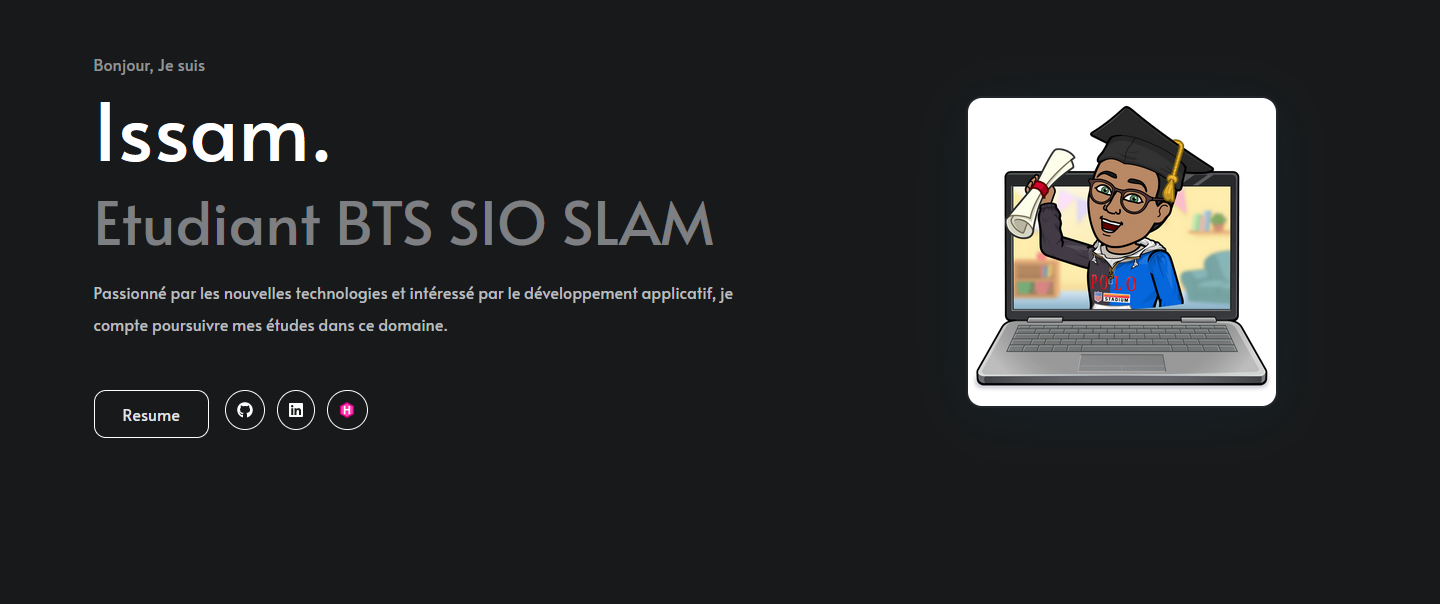 Bonjour, Je suis
Issam.
Etudiant BTS SIO SLAM
Passionné par les nouvelles technologies et intéressé par le développement applicatif, je
compte poursuivre mes études dans ce domaine.
Resume
in
H
POLO
STADIUM